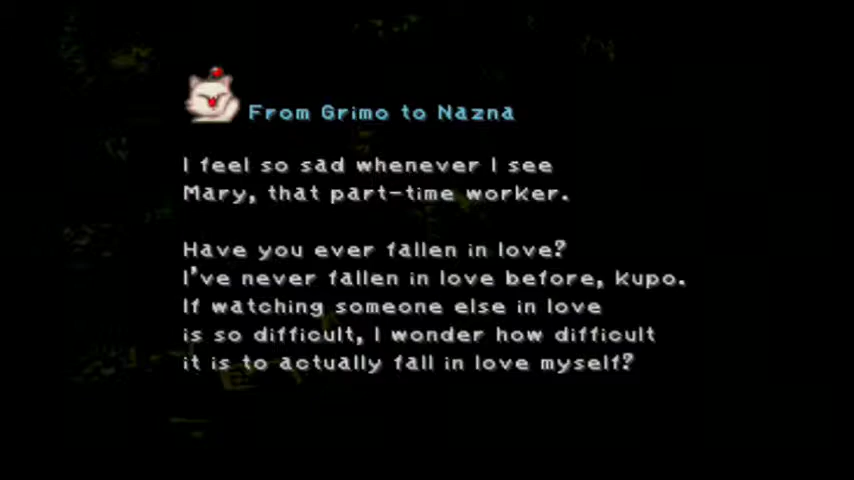 From Grimo to Nazna
I feel so sad whenever I see
Mary, that part-time worker.
Have you ever fallen in love?
I've never fallen in love before, kupo.
If watching someone else in love
is so difficult, I wonder how difficult
it is to actually fall in love myself?